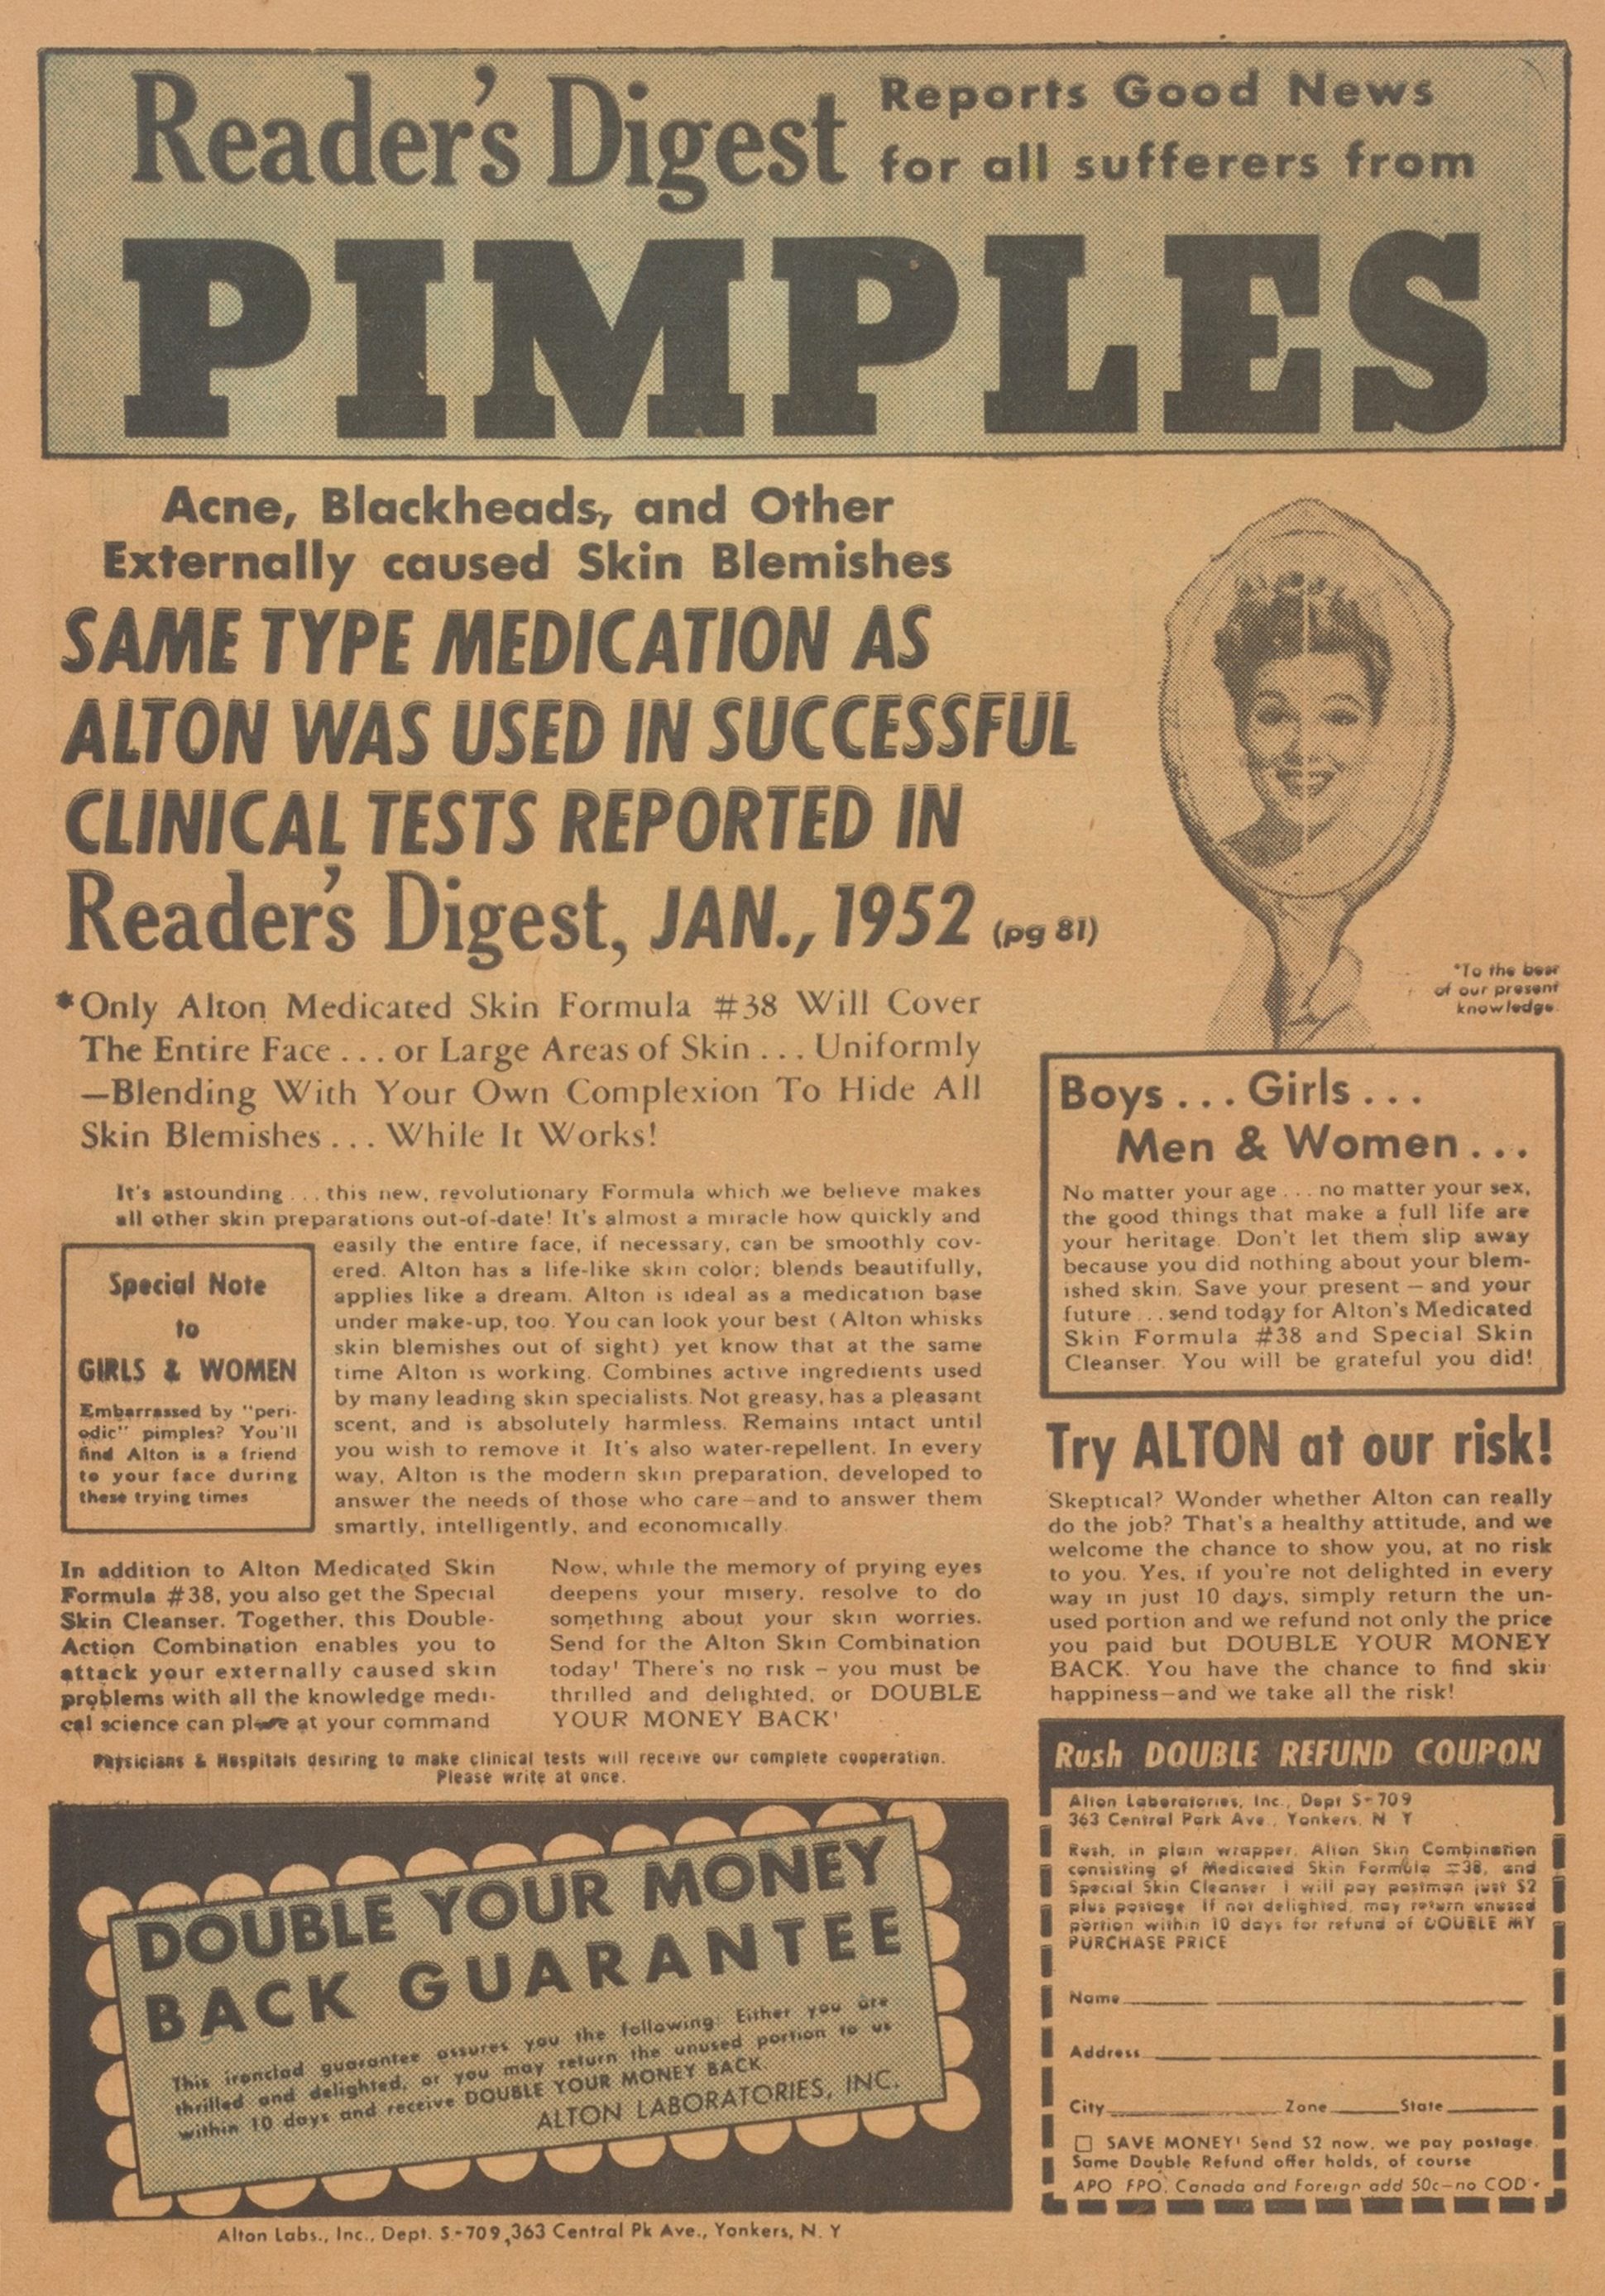 Reader's Digest Reports Good News
for all sufferers from
PIMPLES
Acne, Blackheads, and Other
Externally caused Skin Blemishes
SAME TYPE MEDICATION AS
ALTON WAS USED IN SUCCESSFUL
CLINICAL TESTS REPORTED IN
Reader's Digest, JAN., 1952 (pg 81)
*To the best
of our present
knowledge.
*Only Alton Medicated Skin Formula #38 Will Cover
The Entire Face ... or Large Areas of Skin ... Uniformly
—Blending With Your Own Complexion To Hide All
Skin Blemishes ... While It Works!
It's astounding ... this new, revolutionary Formula which we believe makes
all other skin preparations out-of-date! It's almost a miracle how quickly and
easily the entire face, if necessary, can be smoothly cov-
ered. Alton has a life-like skin color; blends beautifully,
applies like a dream. Alton is ideal as a medication base
under make-up, too. You can look your best (Alton whisks
skin blemishes out of sight) yet know that at the same
time Alton is working. Combines active ingredients used
by many leading skin specialists. Not greasy, has a pleasant
scent, and is absolutely harmless. Remains intact until
you wish to remove it. It's also water-repellent. In every
way, Alton is the modern skin preparation, developed to
answer the needs of those who care—and to answer them
smartly, intelligently, and economically.
Special Note
to
GIRLS & WOMEN
Embarrassed by "peri-
odic" pimples? You'll
find Alton is a friend
to your face during
these trying times
In addition to Alton Medicated Skin
Formula #38, you also get the Special
Skin Cleanser. Together, this Double-
Action Combination enables you to
attack your externally caused skin
problems with all the knowledge medi-
cal science can place at your command
Now, while the memory of prying eyes
deepens your misery, resolve to do
something about your skin worries.
Send for the Alton Skin Combination
today! There's no risk — you must be
thrilled and delighted, or DOUBLE
YOUR MONEY BACK!
Physicians & Hospitals desiring to make clinical tests will receive our complete cooperation.
Please write at once.
DOUBLE YOUR MONEY
BACK GUARANTEE
This ironclad guarantee assures you the following: Either you are
thrilled and delighted, or you may return the unused portion to us
within 10 days and receive DOUBLE YOUR MONEY BACK.
ALTON LABORATORIES, INC.
Alton Labs., Inc., Dept. S-709, 363 Central Pk Ave., Yonkers, N. Y
Boys ... Girls ...
Men & Women ...
No matter your age ... no matter your sex,
the good things that make a full life are
your heritage. Don't let them slip away
because you did nothing about your blem-
ished skin. Save your present — and your
future ... send today for Alton's Medicated
Skin Formula #38 and Special Skin
Cleanser. You will be grateful you did!
Try ALTON at our risk!
Skeptical? Wonder whether Alton can really
do the job? That's a healthy attitude, and we
welcome the chance to show you, at no risk
to you. Yes, if you're not delighted in every
way in just 10 days, simply return the un-
used portion and we refund not only the price
you paid but DOUBLE YOUR MONEY
BACK. You have the chance to find skin
happiness—and we take all the risk!
Rush DOUBLE REFUND COUPON
Alton Laboratories, Inc., Dept S-709
363 Central Park Ave., Yonkers, N Y
Rush, in plain wrapper, Alton Skin Combination
consisting of Medicated Skin Formula #38, and
Special Skin Cleanser I will pay postman just $2
plus postage If not delighted, may return unused
portion within 10 days for refund of DOUBLE MY
PURCHASE PRICE
Name
Address
City Zone State
☐ SAVE MONEY! Send $2 now, we pay postage.
Same Double Refund offer holds, of course
APO FPO, Canada and Foreign add 50c—no COD's